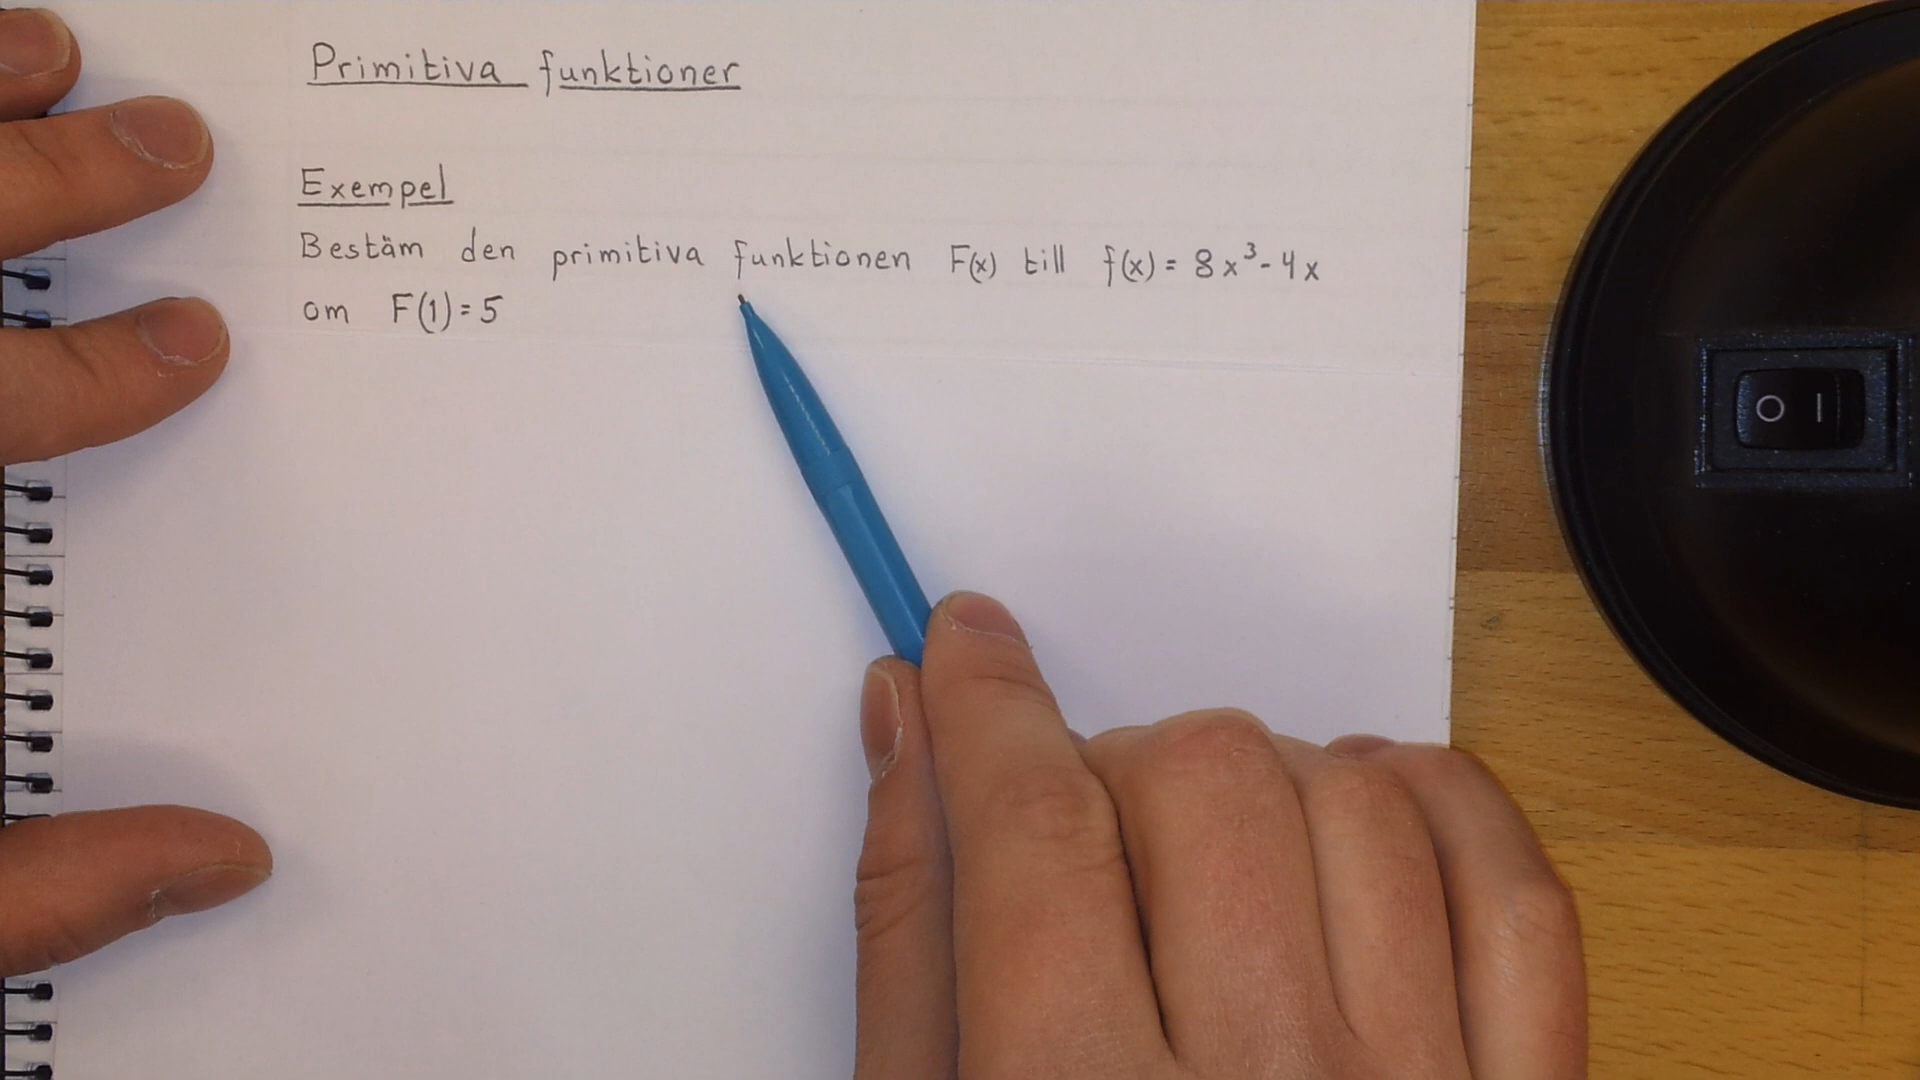 Primitiva funktioner
Exempel
Bestäm den primitiva funktionen F(x) till f(x) = 8x³ - 4x
om F(1) = 5
O I